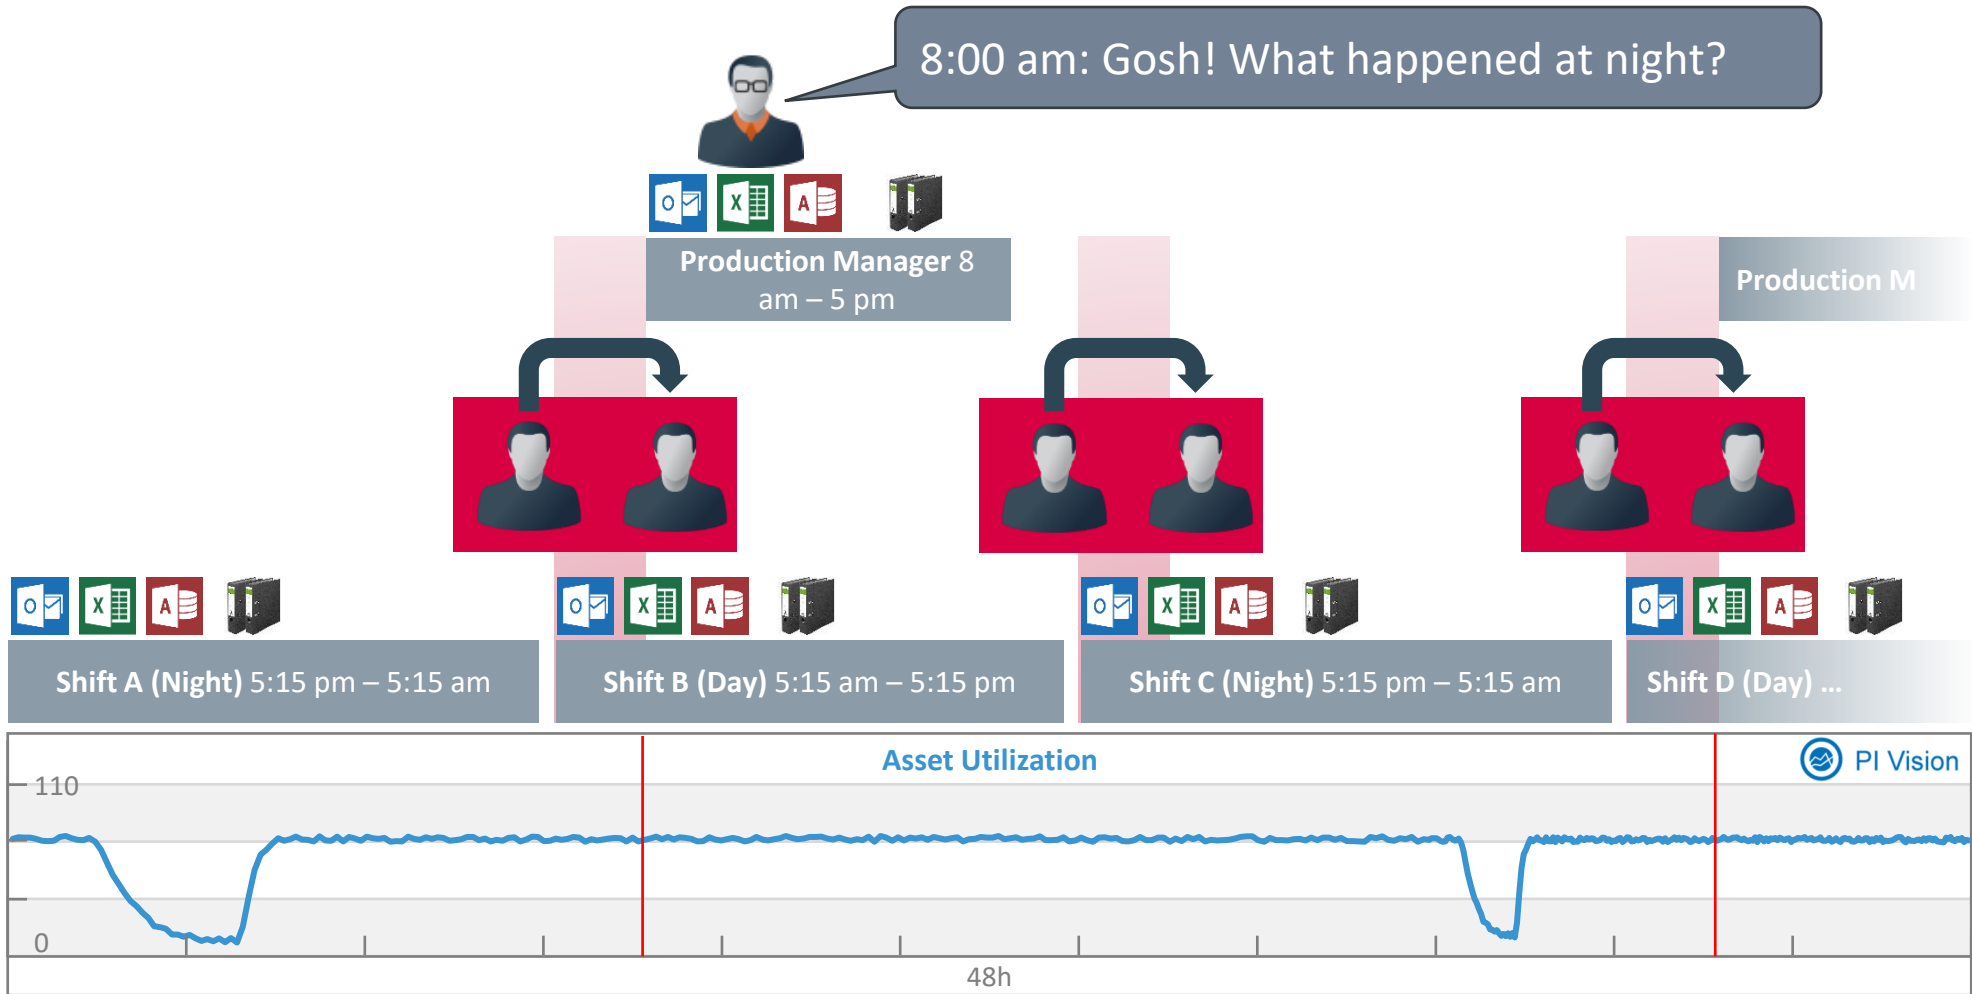 8:00 am: Gosh! What happened at night?
O
X
A
Production Manager 8
am – 5 pm
Production M
O
X
A
O
X
A
O
X
A
O
X
A
Shift A (Night) 5:15 pm – 5:15 am
Shift B (Day) 5:15 am – 5:15 pm
Shift C (Night) 5:15 pm – 5:15 am
Shift D (Day) ...
Asset Utilization
PI Vision
110
0
48h